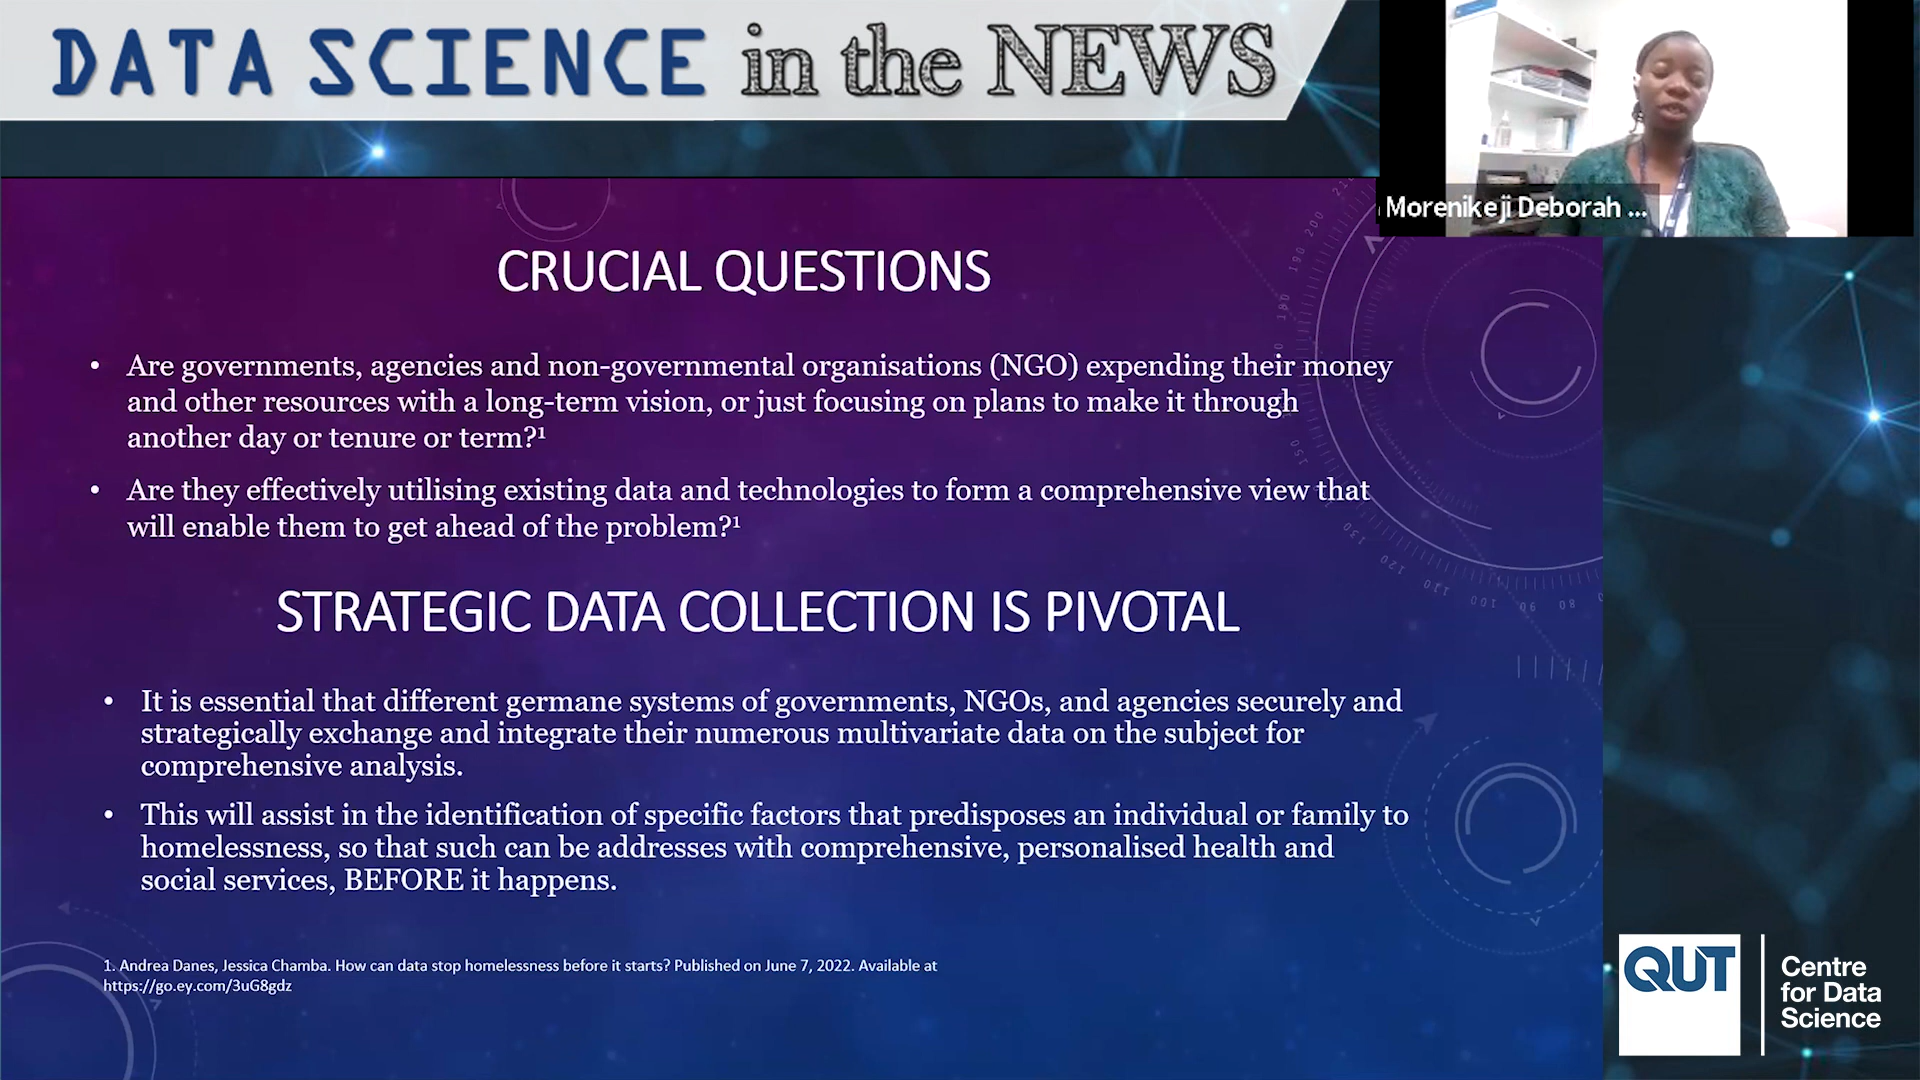 DATA SCIENCE in the NEWS
Morenikeji Deborah ...
CRUCIAL QUESTIONS
• Are governments, agencies and non-governmental organisations (NGO) expending their money
and other resources with a long-term vision, or just focusing on plans to make it through
another day or tenure or term?¹
• Are they effectively utilising existing data and technologies to form a comprehensive view that
will enable them to get ahead of the problem?¹
STRATEGIC DATA COLLECTION IS PIVOTAL
• It is essential that different germane systems of governments, NGOs, and agencies securely and
strategically exchange and integrate their numerous multivariate data on the subject for
comprehensive analysis.
• This will assist in the identification of specific factors that predisposes an individual or family to
homelessness, so that such can be addresses with comprehensive, personalised health and
social services, BEFORE it happens.
1. Andrea Danes, Jessica Chamba. How can data stop homelessness before it starts? Published on June 7, 2022. Available at
https://go.ey.com/3uG8gdz
QUT
Centre
for Data
Science